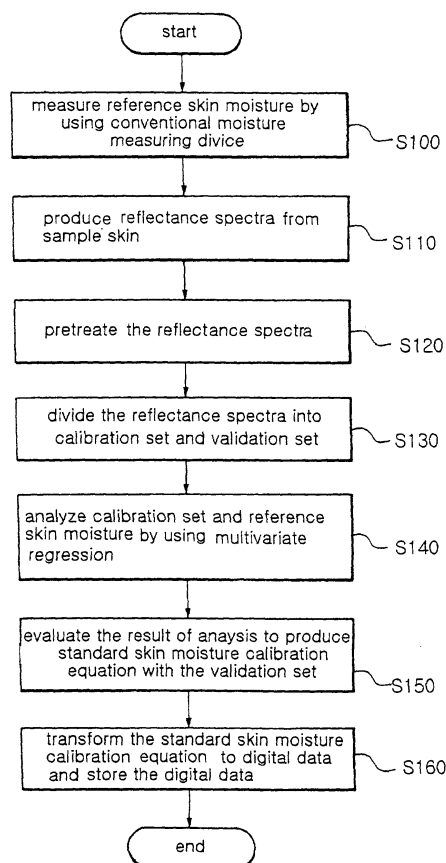 start
measure reference skin moisture by
using conventional moisture
measuring divice
S100
produce reflectance spectra from
sample skin
S110
pretreate the reflectance spectra
S120
divide the reflectance spectra into
calibration set and validation set
S130
analyze calibration set and reference
skin moisture by using multivariate
regression
S140
evaluate the result of anaysis to produce
standard skin moisture calibration
equation with the validation set
S150
transform the standard skin moisture
calibration equation to digital data
and store the digital data
S160
end